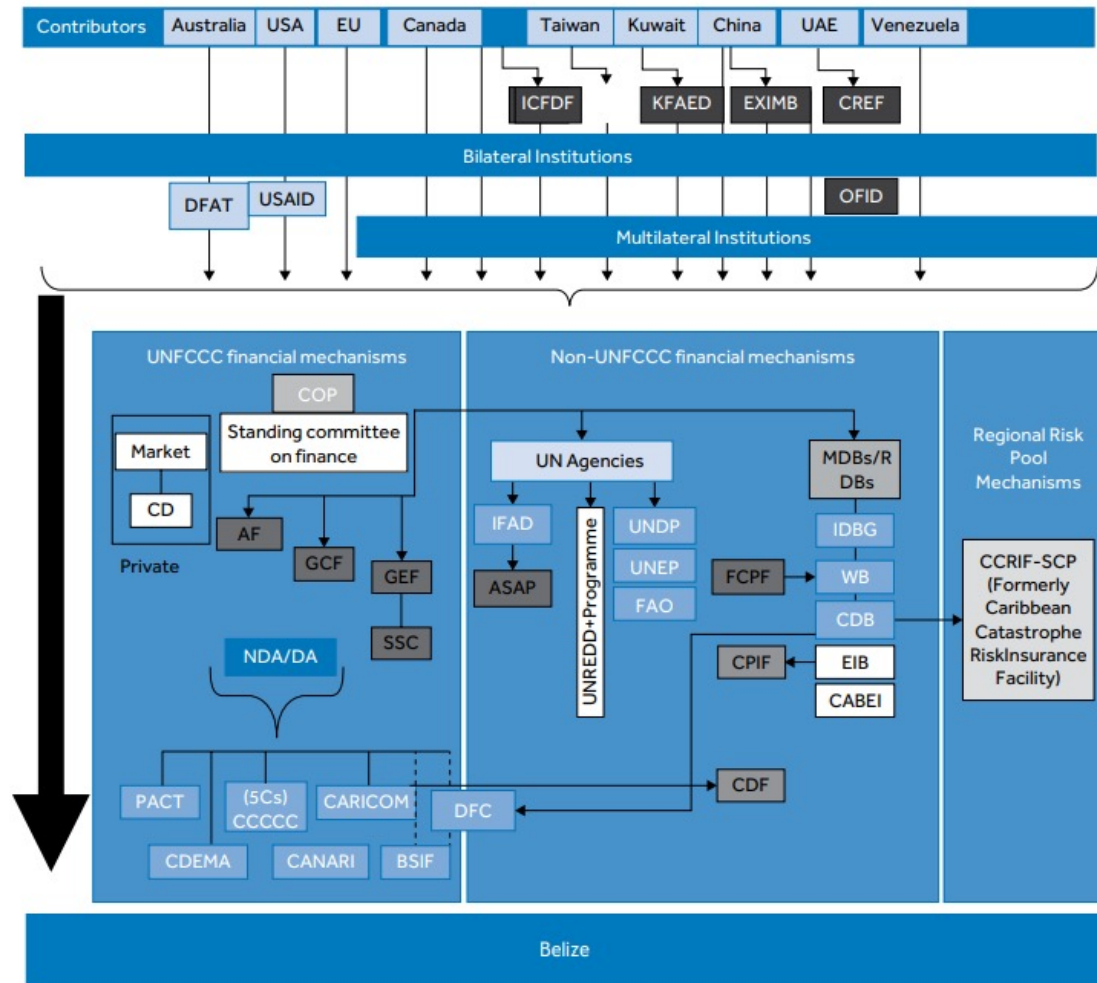 Contributors
Australia
USA
EU
Canada
Taiwan
Kuwait
China
UAE
Venezuela
ICFDF
KFAED
EXIMB
CREF
Bilateral Institutions
DFAT
USAID
OFID
Multilateral Institutions
UNFCCC financial mechanisms
COP
Standing committee
on finance
Market
CD
Private
AF
GCF
GEF
SSC
NDA/DA
PACT
(5Cs)
CCCCC
CARICOM
CDEMA
CANARI
BSIF
DFC
Non-UNFCCC financial mechanisms
UN Agencies
IFAD
ASAP
UNREDD+Programme
UNDP
UNEP
FAO
MDBs/R
DBs
IDBG
FCPF
WB
CDB
CPIF
EIB
CABEI
CDF
Regional Risk
Pool
Mechanisms
CCRIF-SCP
(Formerly
Caribbean
Catastrophe
RiskInsurance
Facility)
Belize